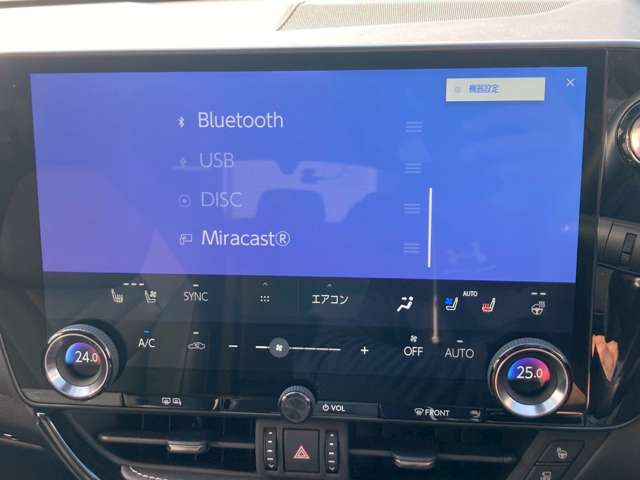 機器設定
Bluetooth
USB
DISC
Miracast®
SYNC
エアコン
AUTO
24.0
A/C
OFF
AUTO
25.0
VOL
FRONT